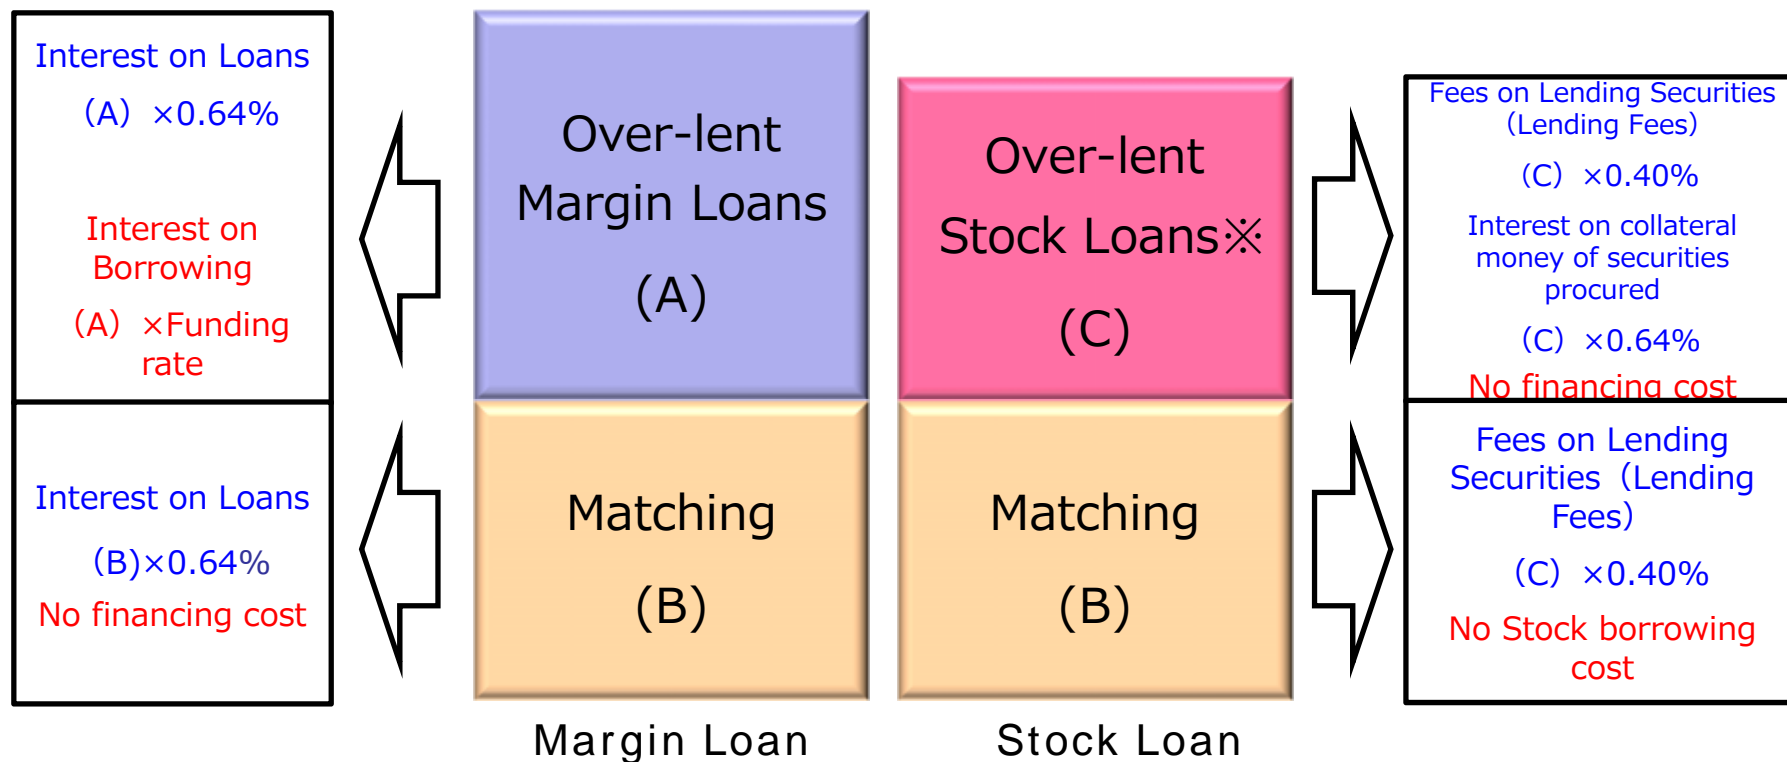 Interest on Loans
（A）×0.64%
Interest on
Borrowing
（A）×Funding
rate
Interest on Loans
（B)×0.64%
No financing cost
Over-lent
Margin Loans
(A)
Matching
(B)
Margin Loan
Over-lent
Stock Loans※
(C)
Matching
(B)
Stock Loan
Fees on Lending Securities
（Lending Fees）
（C）×0.40%
Interest on collateral
money of securities
procured
（C）×0.64%
No financing cost
Fees on Lending
Securities（Lending
Fees）
（C）×0.40%
No Stock borrowing
cost